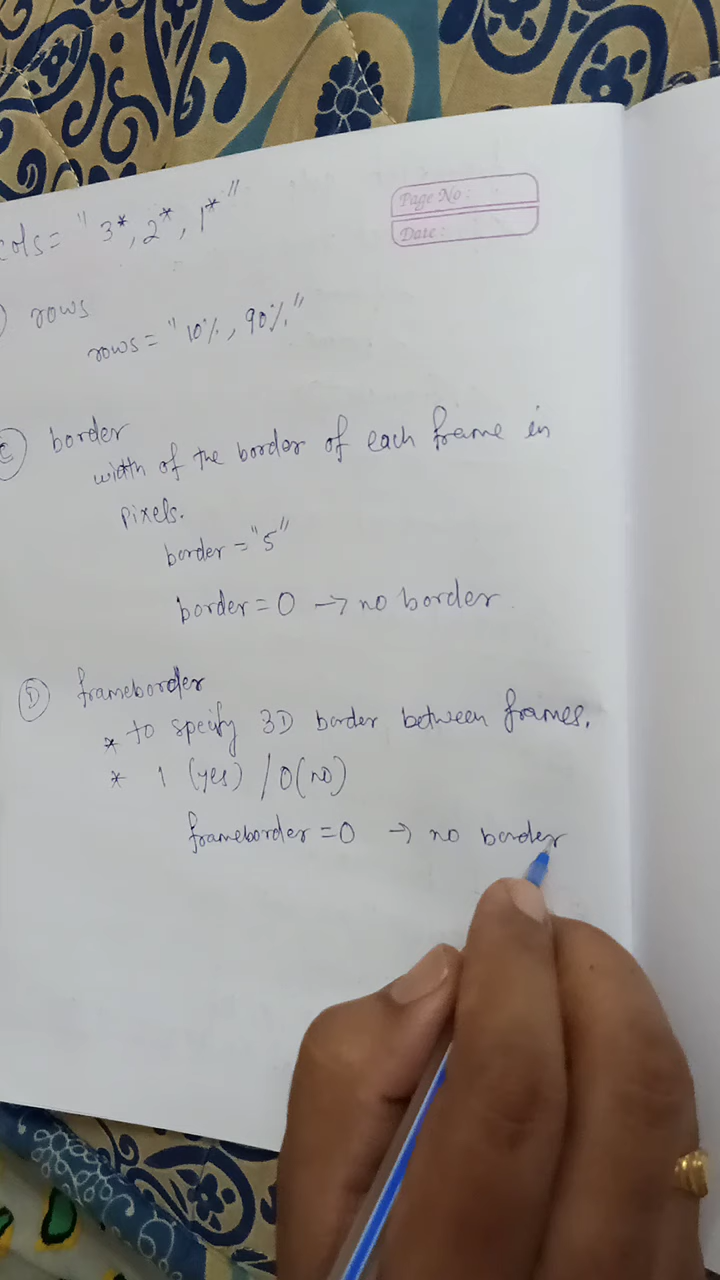 cols= "3*, 2*, 1*"
Page No :
Date :
) rows
rows = "10%, 90%"
C border
width of the border of each frame in
pixels.
border = "5"
border = 0 → no border
D frameborder
* to specify 3D border between frames.
* 1 (yes) / 0(no)
frameborder = 0 → no border